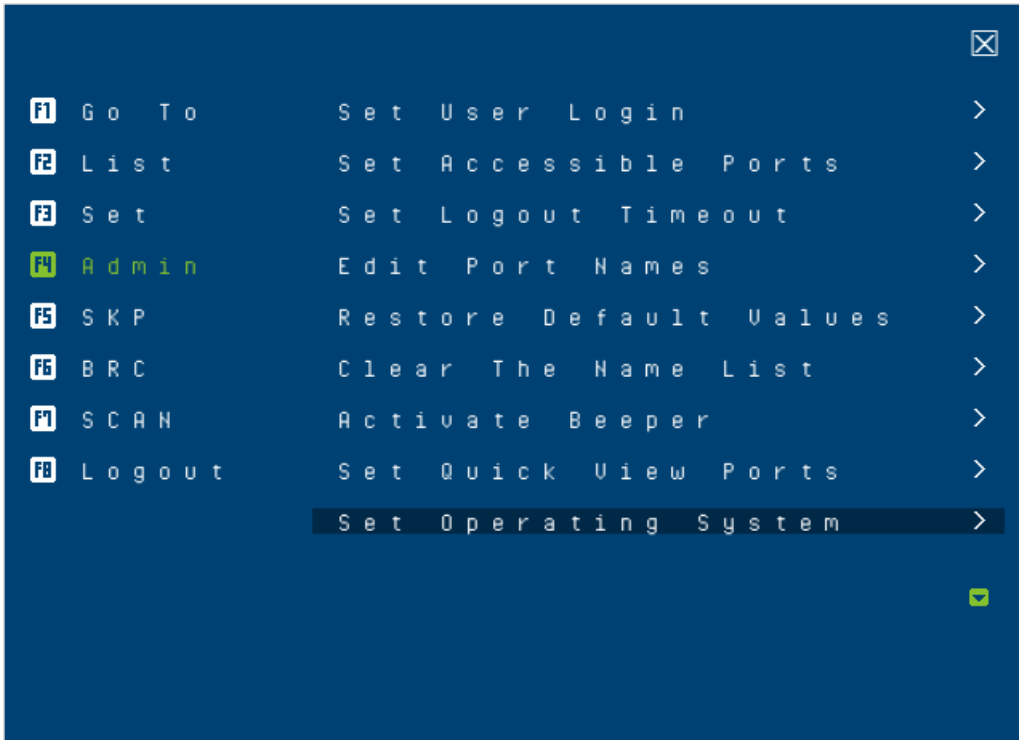 F1 Go To Set User Login >
F2 List Set Accessible Ports >
F3 Set Set Logout Timeout >
F4 Admin Edit Port Names >
F5 SKP Restore Default Values >
F6 BRC Clear The Name List >
F7 SCAN Activate Beeper >
F8 Logout Set Quick View Ports >
Set Operating System >